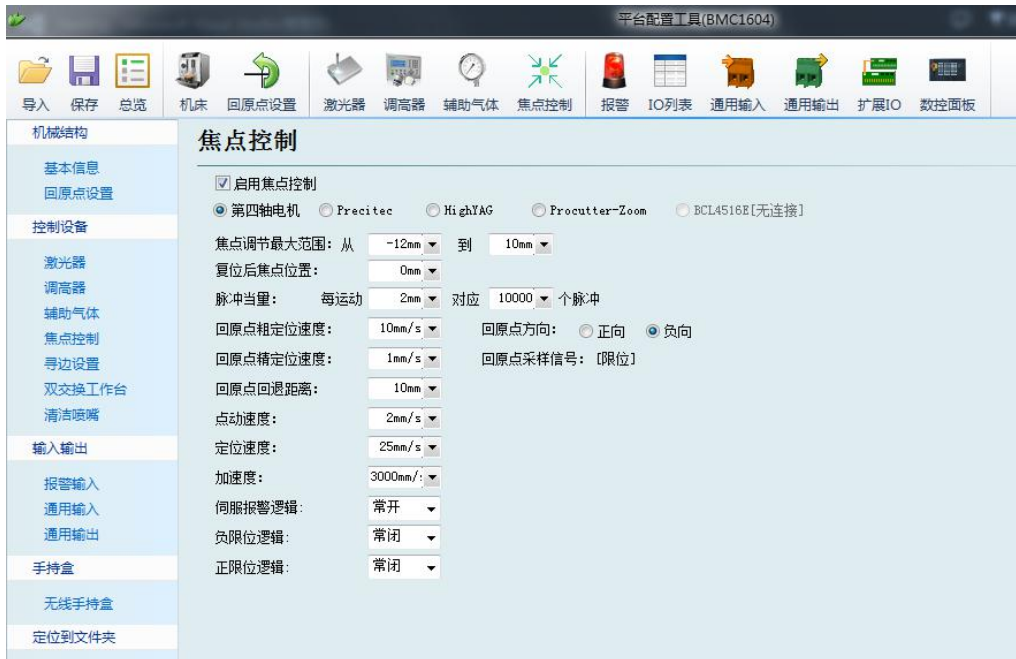 平台配置工具(BMC1604)
导入 保存 总览 机床 回原点设置 激光器 调高器 辅助气体 焦点控制 报警 IO列表 通用输入 通用输出 扩展IO 数控面板
机械结构
基本信息
回原点设置
控制设备
激光器
调高器
辅助气体
焦点控制
寻边设置
双交换工作台
清洁喷嘴
输入输出
报警输入
通用输入
通用输出
手持盒
无线手持盒
定位到文件夹
焦点控制
启用焦点控制
第四轴电机 Precitec HighYAG Procutter-Zoom BCL4516E[无连接]
焦点调节最大范围: 从 -12mm 到 10mm
复位后焦点位置: 0mm
脉冲当量: 每运动 2mm 对应 10000 个脉冲
回原点粗定位速度: 10mm/s 回原点方向: 正向 负向
回原点精定位速度: 1mm/s 回原点采样信号: [限位]
回原点回退距离: 10mm
点动速度: 2mm/s
定位速度: 25mm/s
加速度: 3000mm/
伺服报警逻辑: 常开
负限位逻辑: 常闭
正限位逻辑: 常闭